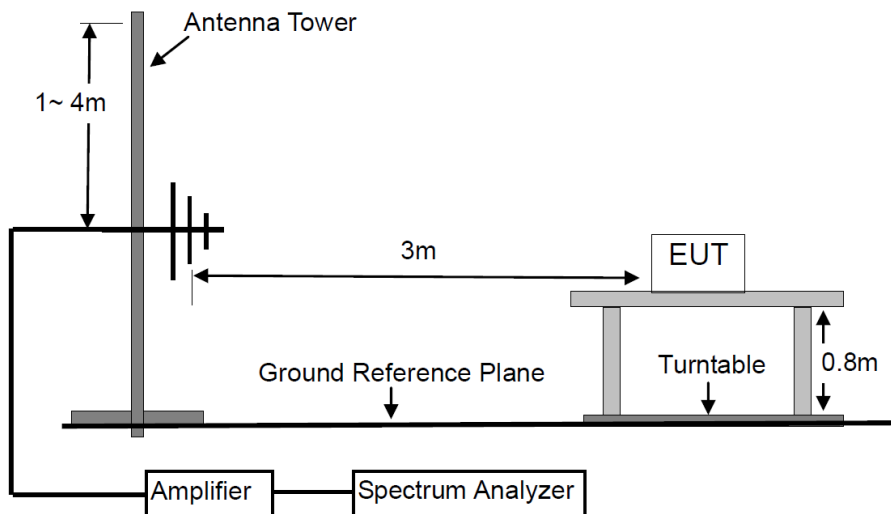 Antenna Tower
1~ 4m
3m
EUT
Ground Reference Plane
Turntable
0.8m
Amplifier
Spectrum Analyzer